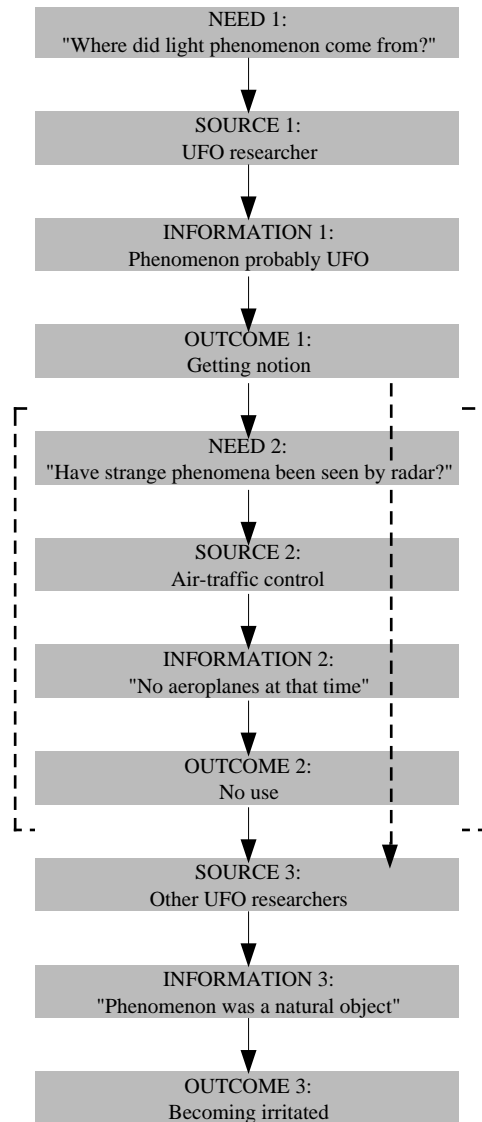 NEED 1:
"Where did light phenomenon come from?"
SOURCE 1:
UFO researcher
INFORMATION 1:
Phenomenon probably UFO
OUTCOME 1:
Getting notion
NEED 2:
"Have strange phenomena been seen by radar?"
SOURCE 2:
Air-traffic control
INFORMATION 2:
"No aeroplanes at that time"
OUTCOME 2:
No use
SOURCE 3:
Other UFO researchers
INFORMATION 3:
"Phenomenon was a natural object"
OUTCOME 3:
Becoming irritated